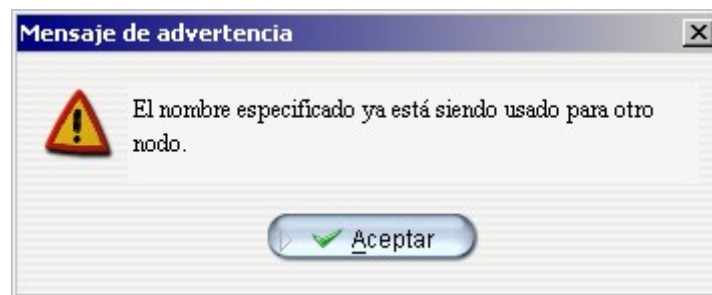 Mensaje de advertencia
El nombre especificado ya está siendo usado para otro
nodo.
Aceptar